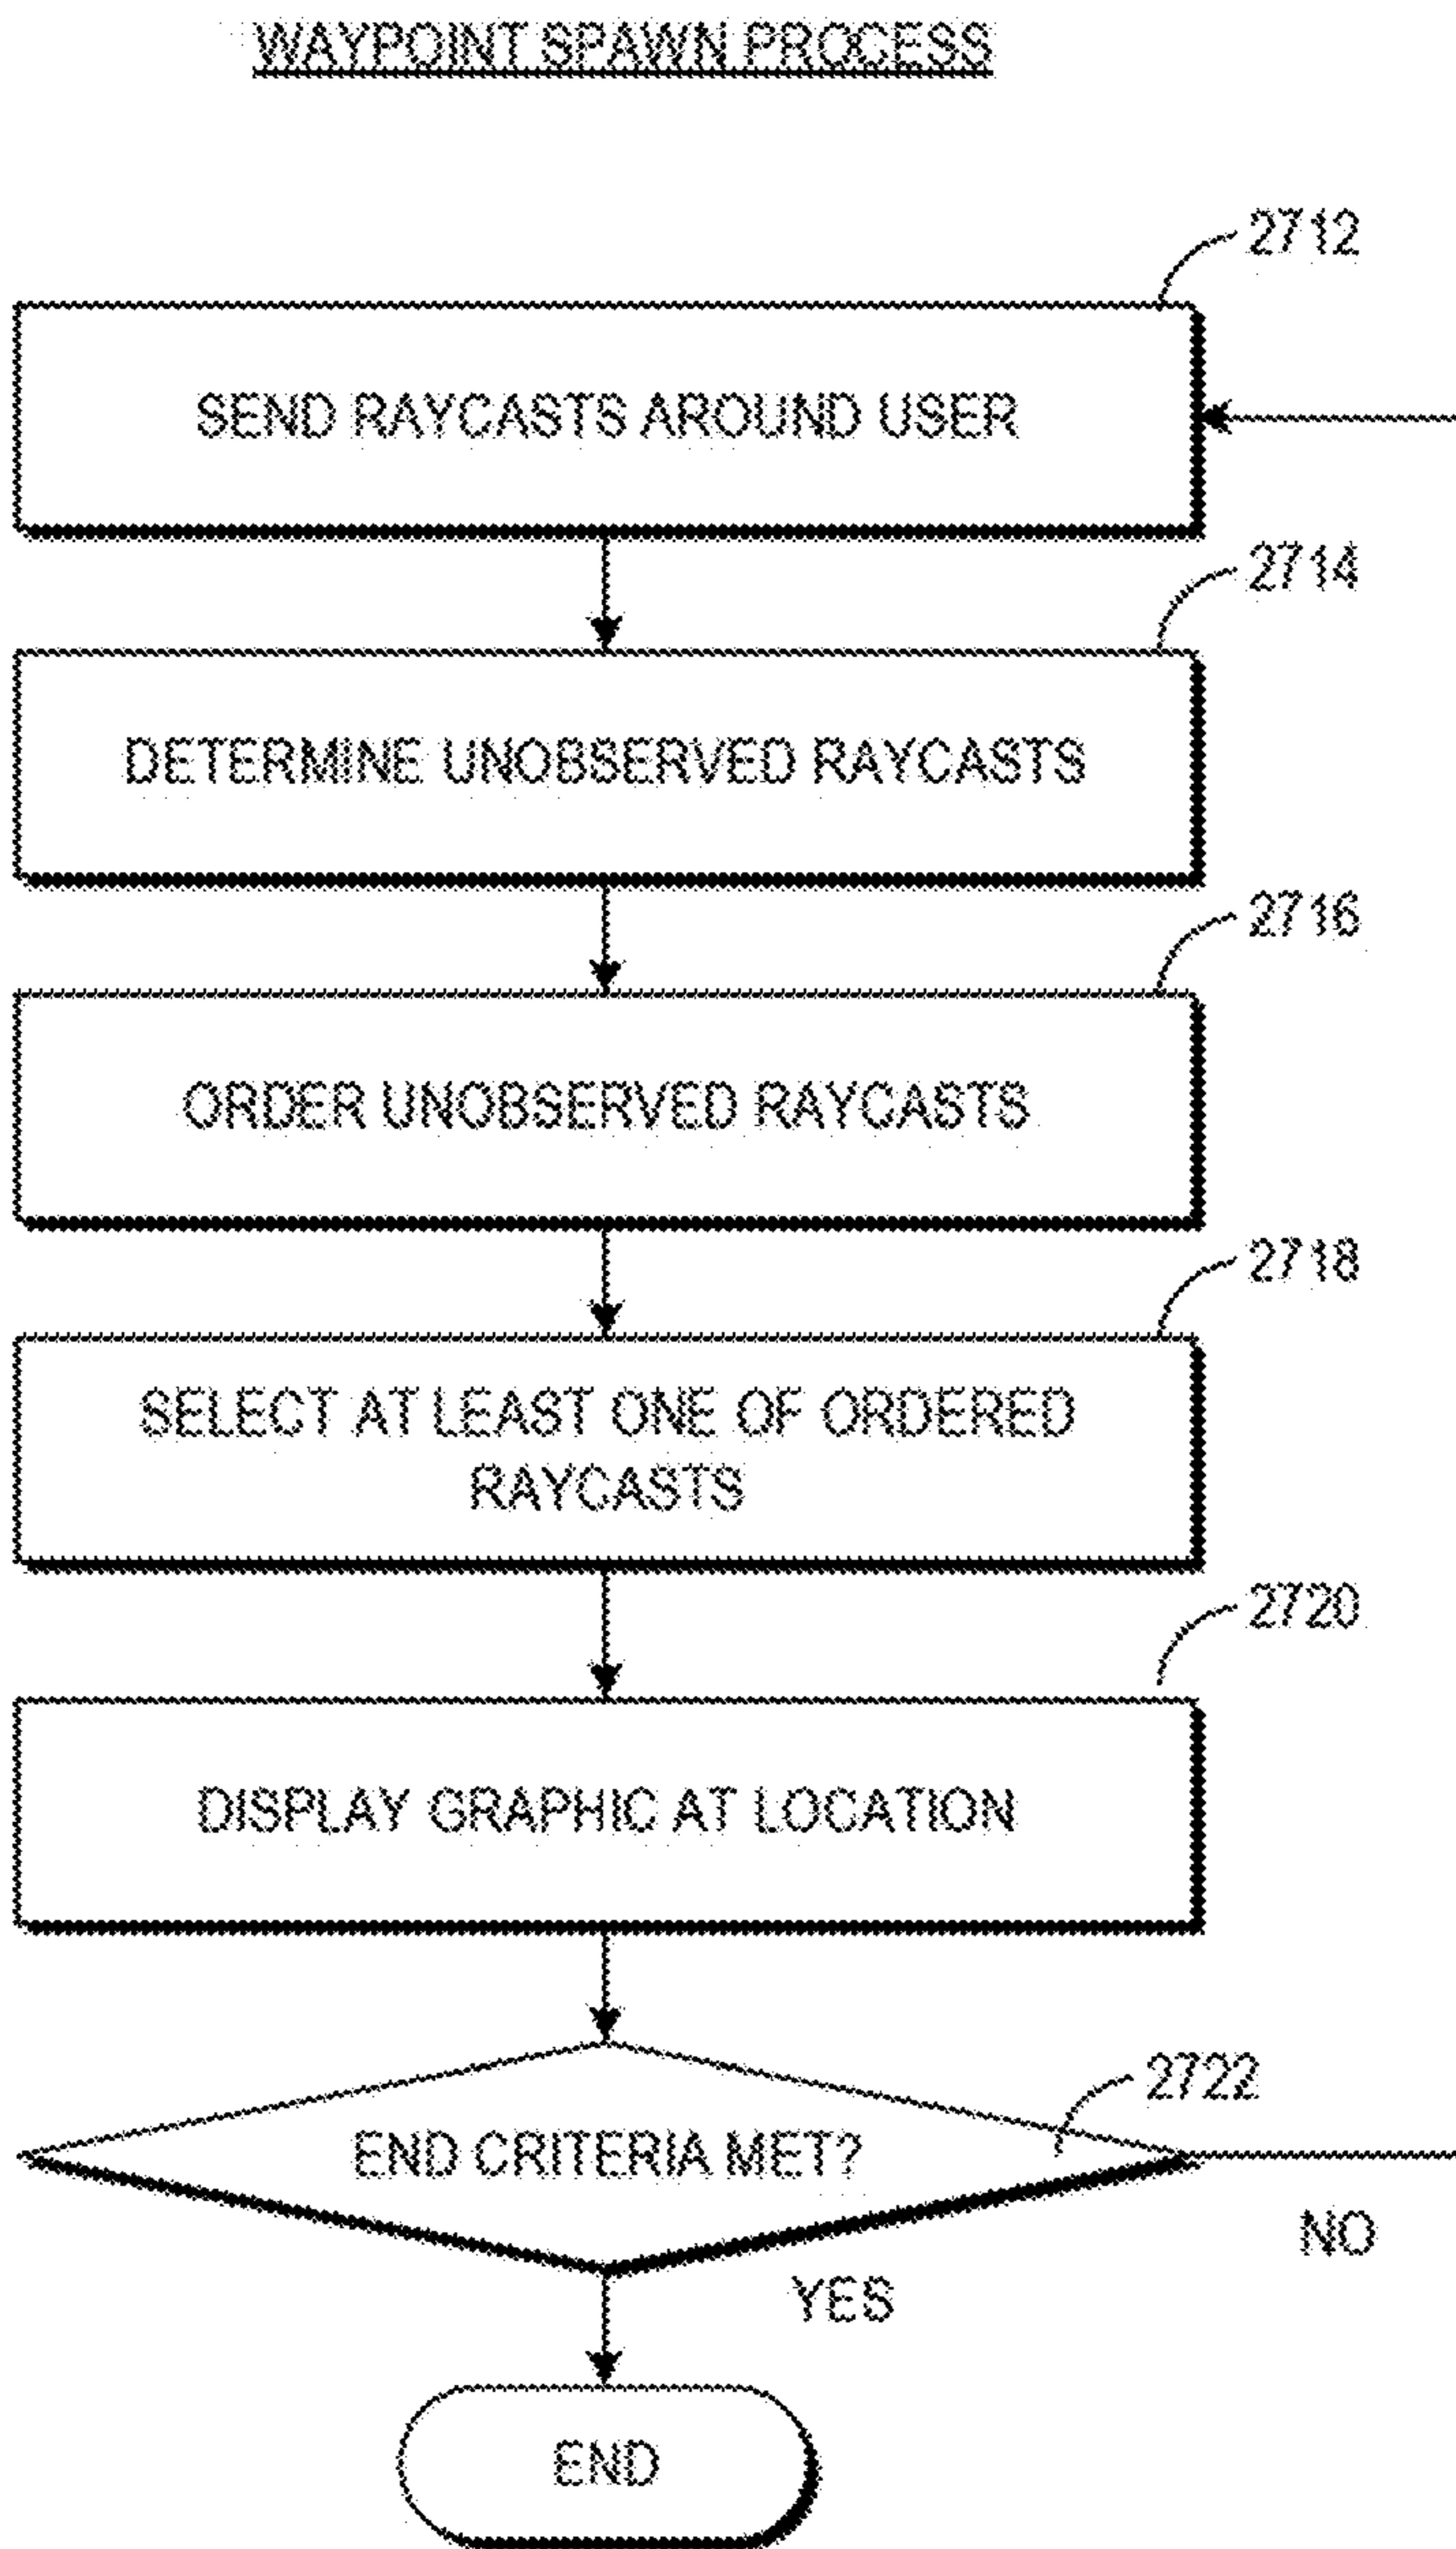 WAYPOINT SPAWN PROCESS
2712
SEND RAYCASTS AROUND USER
2714
DETERMINE UNOBSERVED RAYCASTS
2716
ORDER UNOBSERVED RAYCASTS
2718
SELECT AT LEAST ONE OF ORDERED
RAYCASTS
2720
DISPLAY GRAPHIC AT LOCATION
2722
END CRITERIA MET?
NO
YES
END